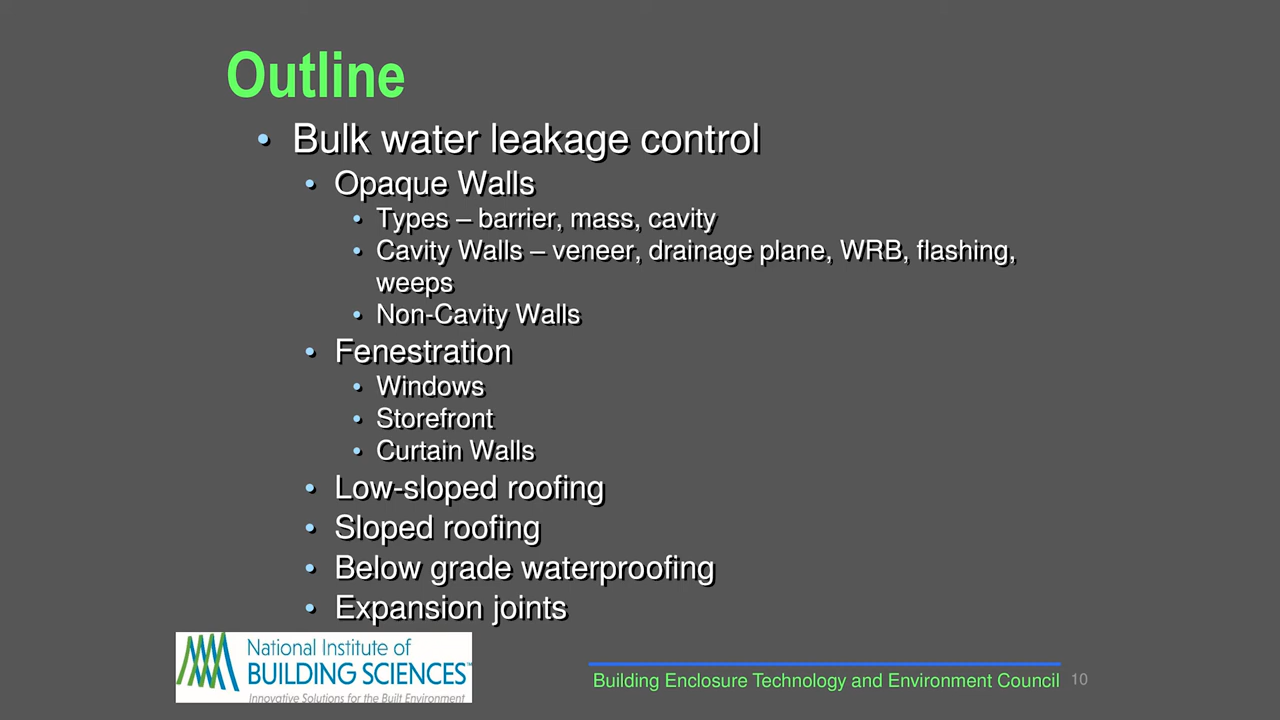 Outline
• Bulk water leakage control
• Opaque Walls
• Types – barrier, mass, cavity
• Cavity Walls – veneer, drainage plane, WRB, flashing,
weeps
• Non-Cavity Walls
• Fenestration
• Windows
• Storefront
• Curtain Walls
• Low-sloped roofing
• Sloped roofing
• Below grade waterproofing
• Expansion joints
National Institute of
BUILDING SCIENCES™
Innovative Solutions for the Built Environment
Building Enclosure Technology and Environment Council 10